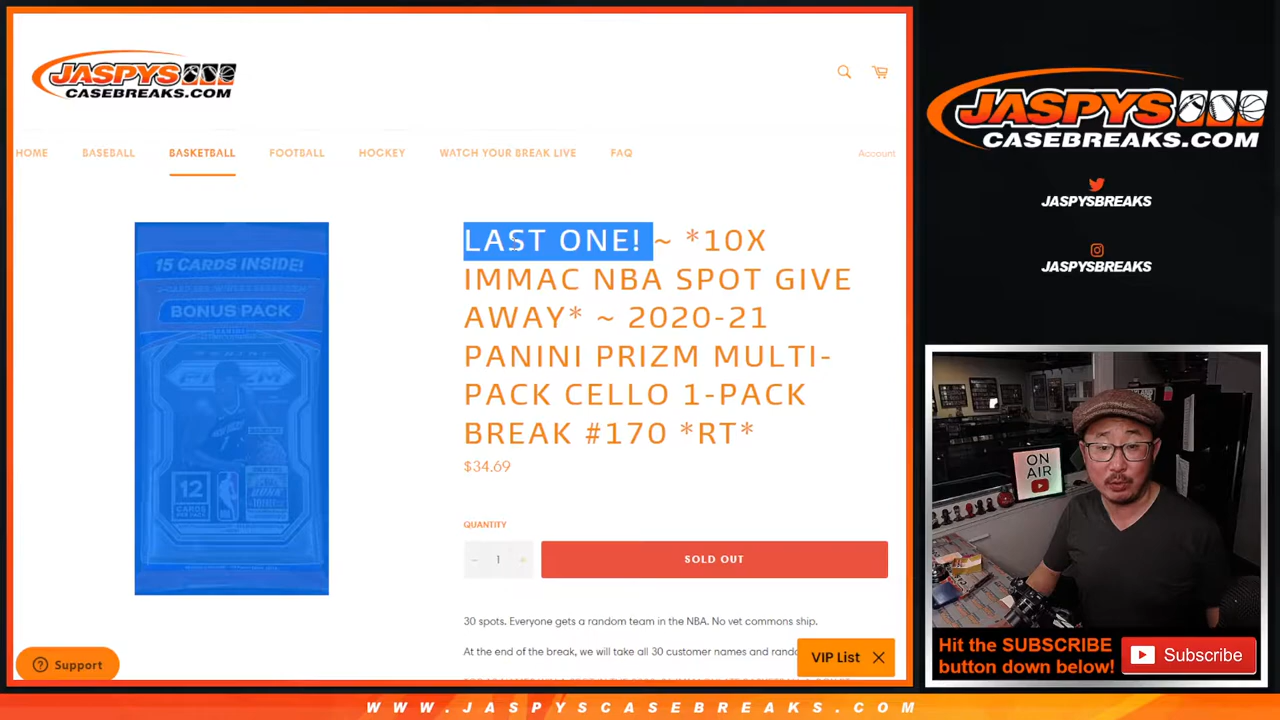 JASPYS
CASEBREAKS.COM
HOME BASEBALL BASKETBALL FOOTBALL HOCKEY WATCH YOUR BREAK LIVE FAQ Account
15 CARDS INSIDE!
BONUS PACK
PRIZM
12
LAST ONE! ~ *10X
IMMAC NBA SPOT GIVE
AWAY* ~ 2020-21
PANINI PRIZM MULTI-
PACK CELLO 1-PACK
BREAK #170 *RT*
$34.69
QUANTITY
− 1 +
SOLD OUT
30 spots. Everyone gets a random team in the NBA. No vet commons ship.
At the end of the break, we will take all 30 customer names and
Support
VIP List
JASPYS
CASEBREAKS.COM
JASPYSBREAKS
JASPYSBREAKS
ON
AIR
Hit the SUBSCRIBE
button down below!
Subscribe
WWW.JASPYSCASEBREAKS.COM